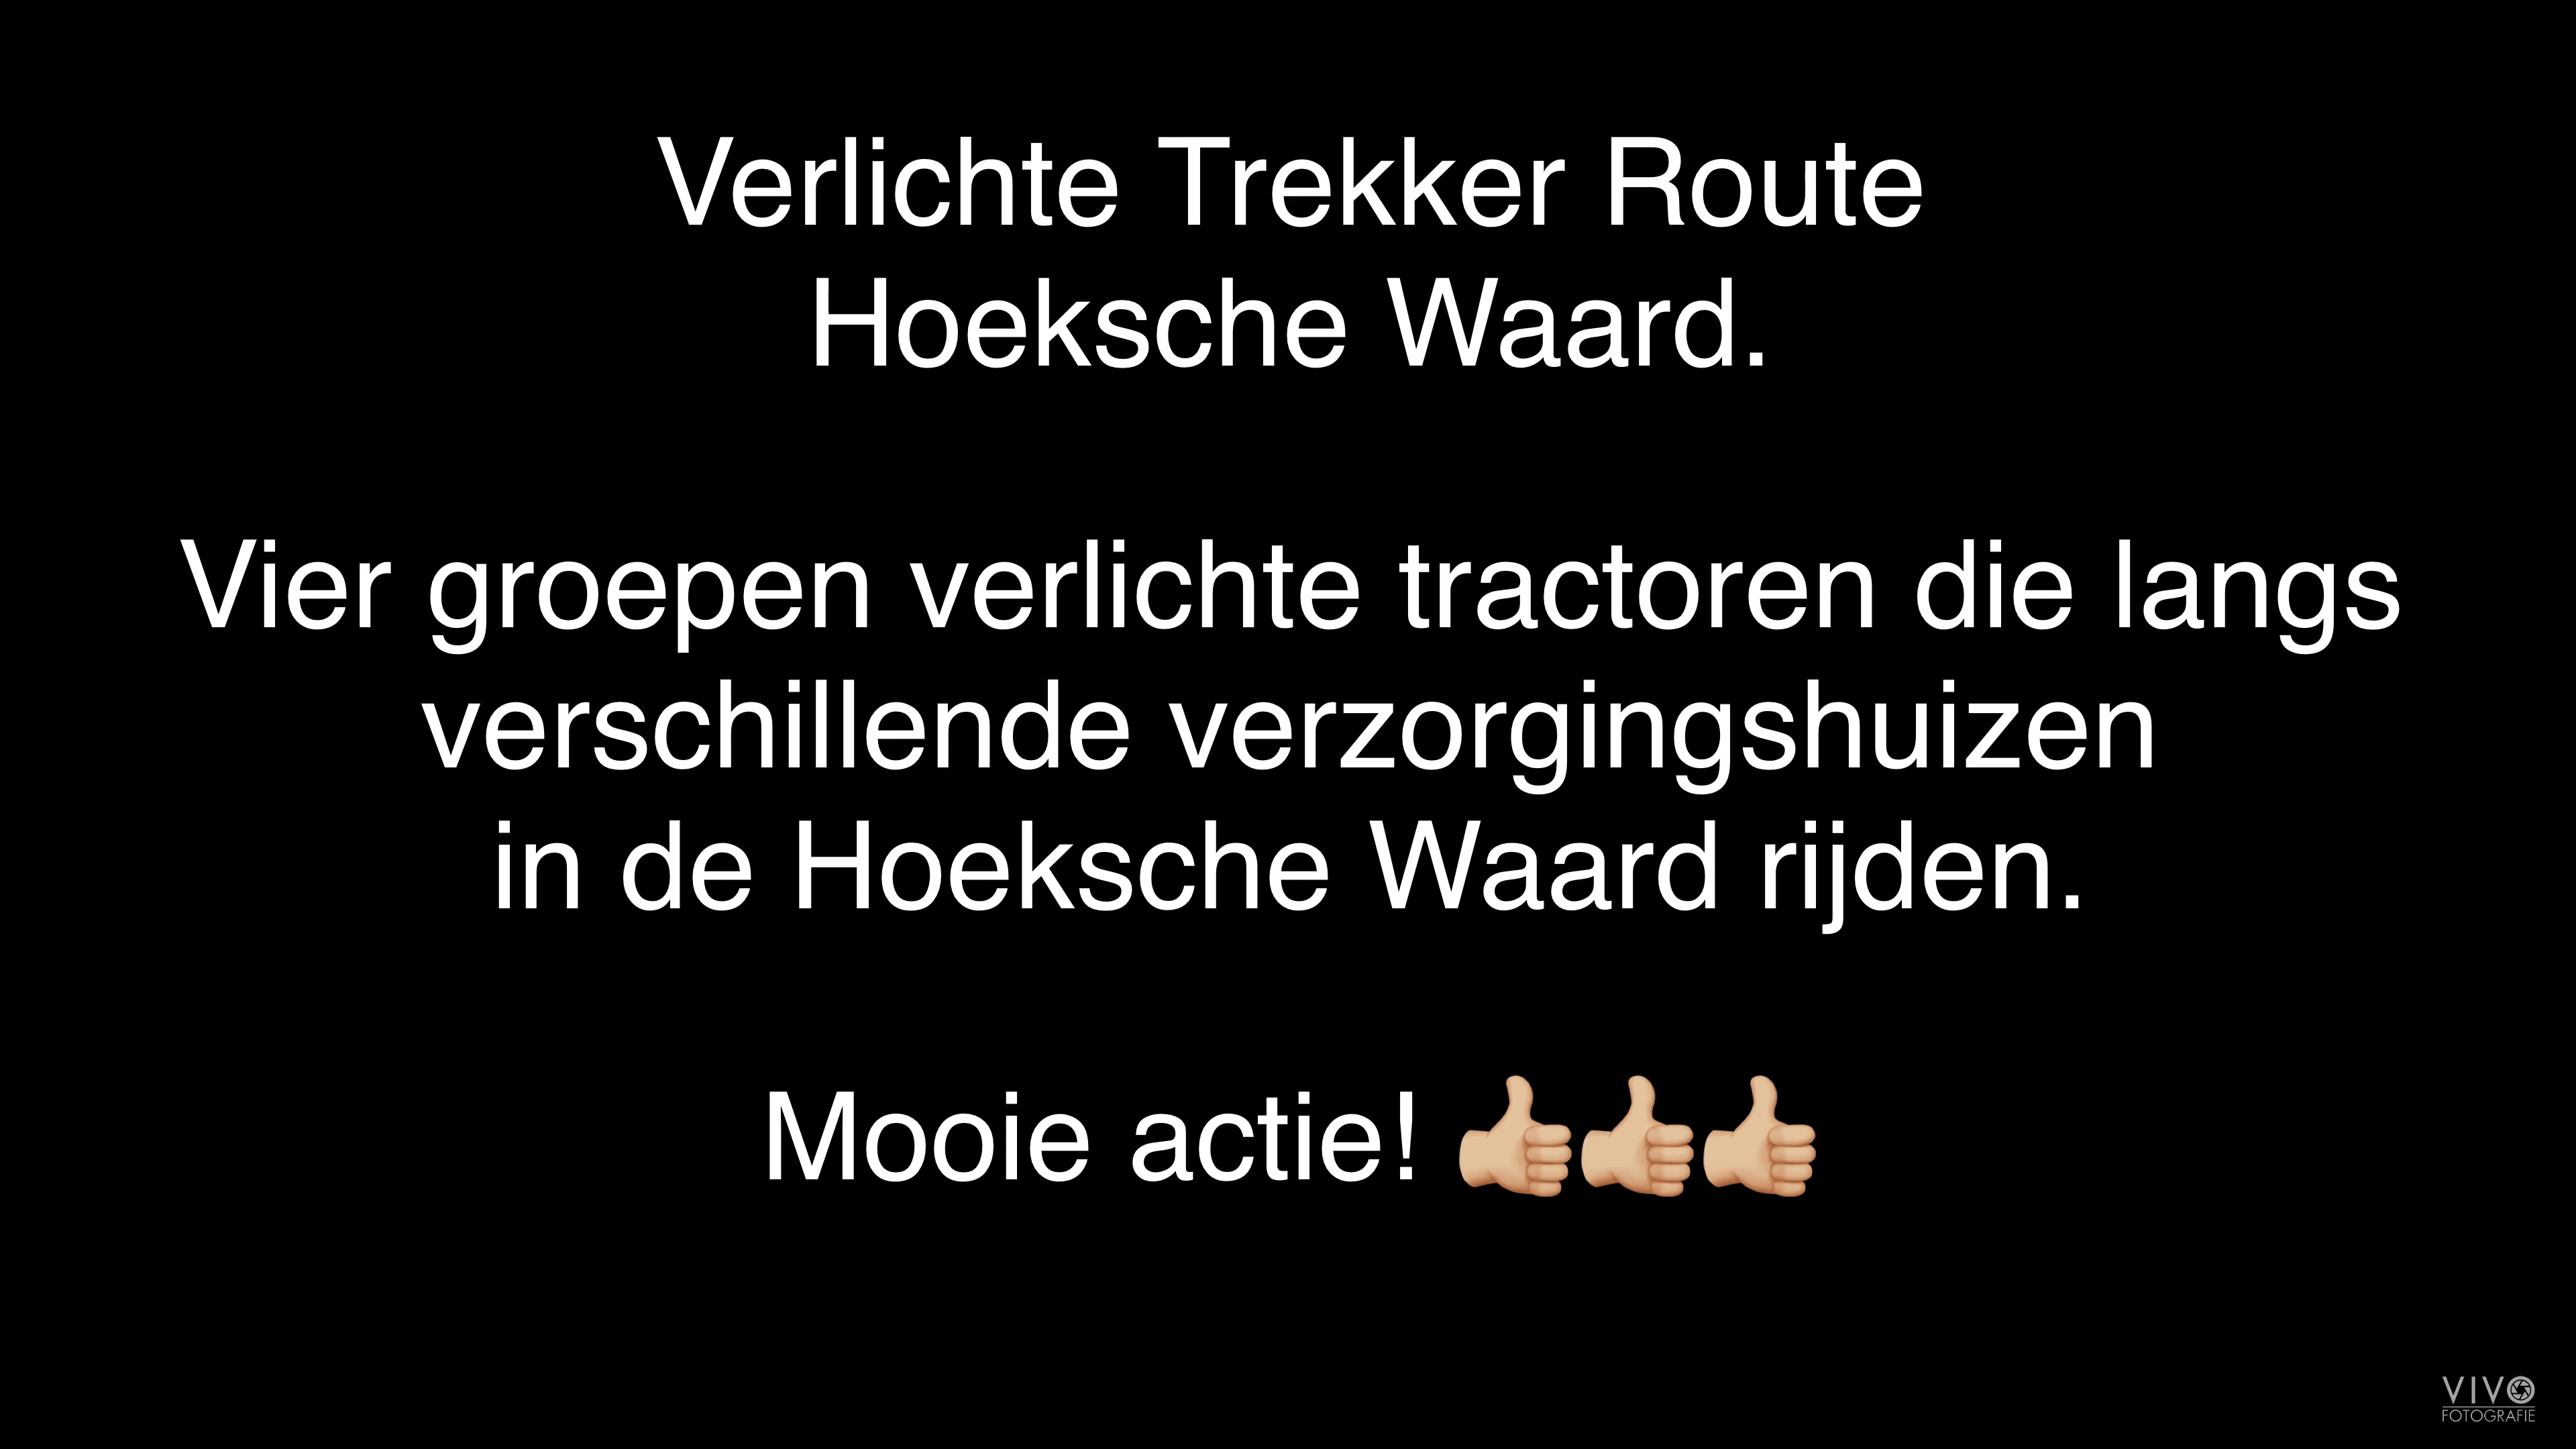 Verlichte Trekker Route
Hoeksche Waard.
Vier groepen verlichte tractoren die langs
verschillende verzorgingshuizen
in de Hoeksche Waard rijden.
Mooie actie! 👍🏼👍🏼👍🏼
VIVO
FOTOGRAFIE